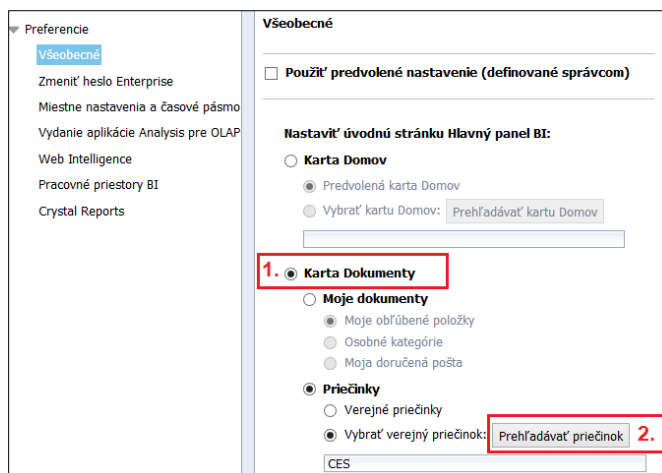 Preferencie
Všeobecné
Zmeniť heslo Enterprise
Miestne nastavenia a časové pásmo
Vydanie aplikácie Analysis pre OLAP
Web Intelligence
Pracovné priestory BI
Crystal Reports
Všeobecné
Použiť predvolené nastavenie (definované správcom)
Nastaviť úvodnú stránku Hlavný panel BI:
Karta Domov
Predvolená karta Domov
Vybrať kartu Domov: Prehľadávať kartu Domov
1. Karta Dokumenty
Moje dokumenty
Moje obľúbené položky
Osobné kategórie
Moja doručená pošta
Priečinky
Verejné priečinky
Vybrať verejný priečinok: Prehľadávať priečinok 2.
CES